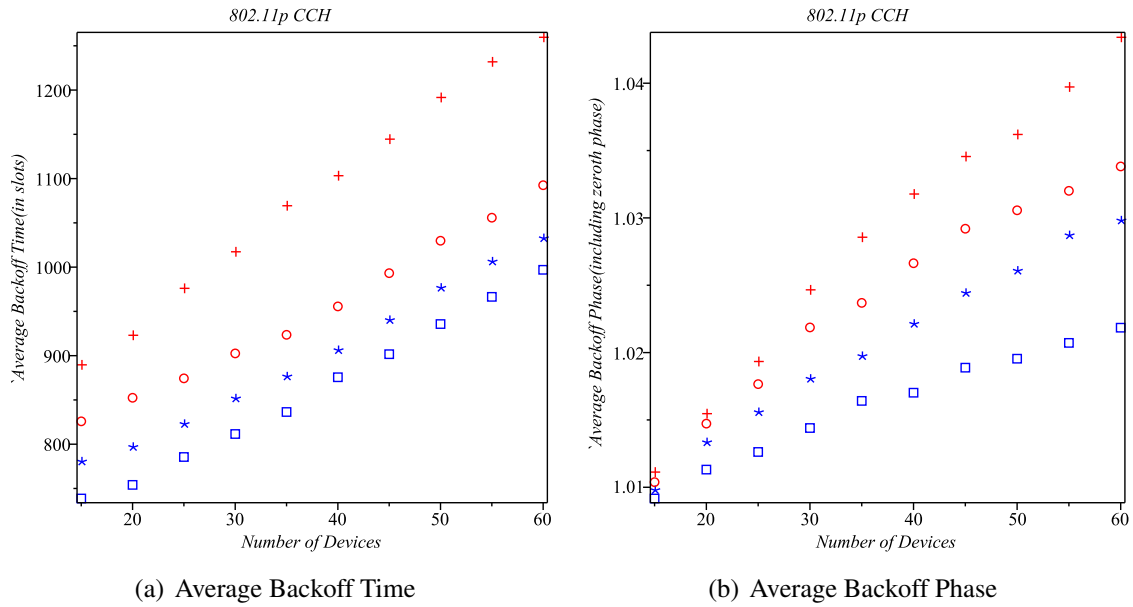 802.11p CCH
`Average Backoff Time(in slots)
1200
1100
1000
900
800
20
30
40
50
60
Number of Devices
(a) Average Backoff Time
802.11p CCH
`Average Backoff Phase(including zeroth phase)
1.04
1.03
1.02
1.01
20
30
40
50
60
Number of Devices
(b) Average Backoff Phase